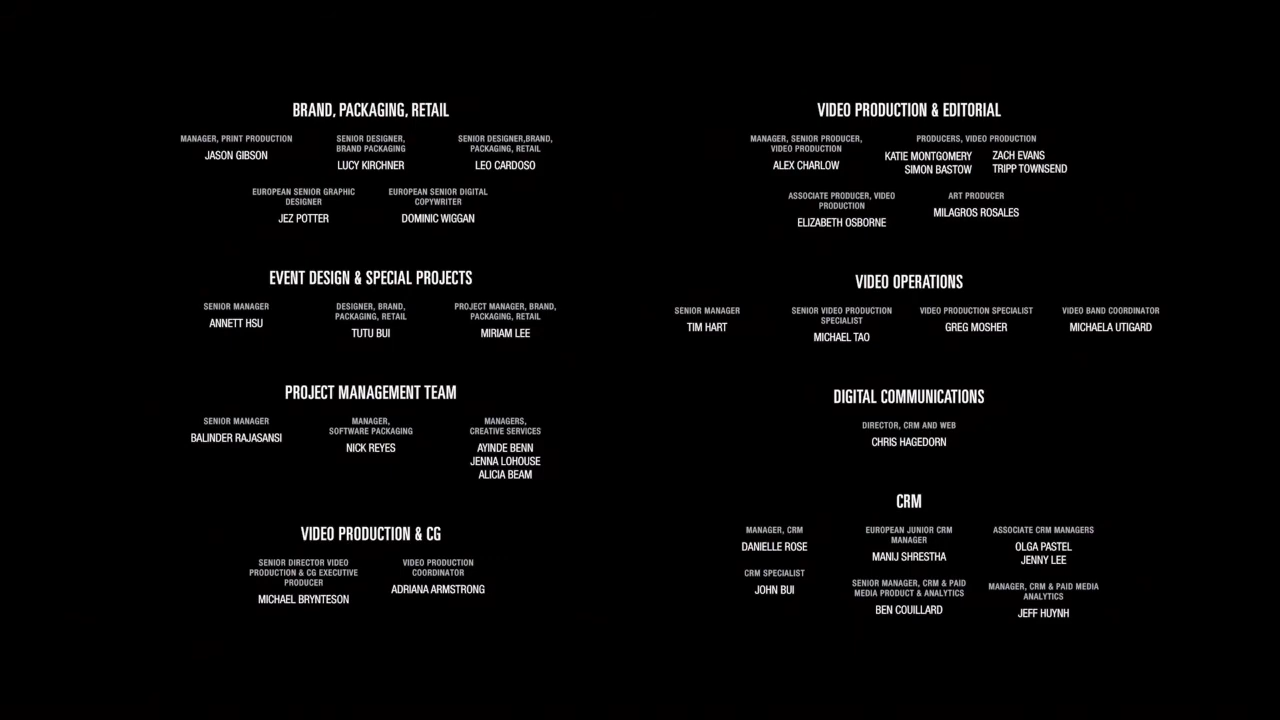 BRAND, PACKAGING, RETAIL
MANAGER, PRINT PRODUCTION
JASON GIBSON
SENIOR DESIGNER,
BRAND PACKAGING
LUCY KIRCHNER
SENIOR DESIGNER,BRAND,
PACKAGING, RETAIL
LEO CARDOSO
EUROPEAN SENIOR GRAPHIC
DESIGNER
JEZ POTTER
EUROPEAN SENIOR DIGITAL
COPYWRITER
DOMINIC WIGGAN
EVENT DESIGN & SPECIAL PROJECTS
SENIOR MANAGER
ANNETT HSU
DESIGNER, BRAND,
PACKAGING, RETAIL
TUTU BUI
PROJECT MANAGER, BRAND,
PACKAGING, RETAIL
MIRIAM LEE
PROJECT MANAGEMENT TEAM
SENIOR MANAGER
BALINDER RAJASANSI
MANAGER,
SOFTWARE PACKAGING
NICK REYES
MANAGERS,
CREATIVE SERVICES
AYINDE BENN
JENNA LOHOUSE
ALICIA BEAM
VIDEO PRODUCTION & CG
SENIOR DIRECTOR VIDEO
PRODUCTION & CG EXECUTIVE
PRODUCER
MICHAEL BRYNTESON
VIDEO PRODUCTION
COORDINATOR
ADRIANA ARMSTRONG
VIDEO PRODUCTION & EDITORIAL
MANAGER, SENIOR PRODUCER,
VIDEO PRODUCTION
ALEX CHARLOW
PRODUCERS, VIDEO PRODUCTION
KATIE MONTGOMERY ZACH EVANS
SIMON BASTOW TRIPP TOWNSEND
ASSOCIATE PRODUCER, VIDEO
PRODUCTION
ELIZABETH OSBORNE
ART PRODUCER
MILAGROS ROSALES
VIDEO OPERATIONS
SENIOR MANAGER
TIM HART
SENIOR VIDEO PRODUCTION
SPECIALIST
MICHAEL TAO
VIDEO PRODUCTION SPECIALIST
GREG MOSHER
VIDEO BAND COORDINATOR
MICHAELA UTIGARD
DIGITAL COMMUNICATIONS
DIRECTOR, CRM AND WEB
CHRIS HAGEDORN
CRM
MANAGER, CRM
DANIELLE ROSE
EUROPEAN JUNIOR CRM
MANAGER
MANIJ SHRESTHA
ASSOCIATE CRM MANAGERS
OLGA PASTEL
JENNY LEE
CRM SPECIALIST
JOHN BUI
SENIOR MANAGER, CRM & PAID
MEDIA PRODUCT & ANALYTICS
BEN COUILLARD
MANAGER, CRM & PAID MEDIA
ANALYTICS
JEFF HUYNH